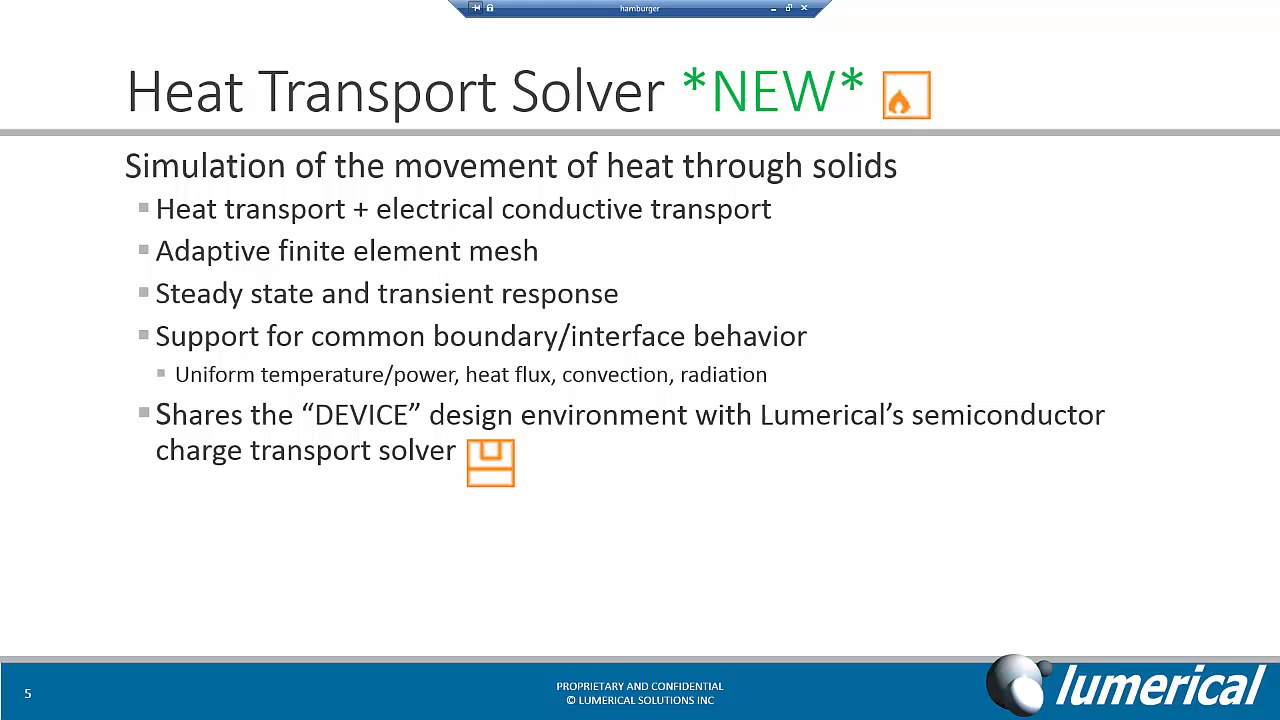 hamburger
Heat Transport Solver *NEW*
Simulation of the movement of heat through solids
Heat transport + electrical conductive transport
Adaptive finite element mesh
Steady state and transient response
Support for common boundary/interface behavior
Uniform temperature/power, heat flux, convection, radiation
Shares the “DEVICE” design environment with Lumerical’s semiconductor
charge transport solver
5
PROPRIETARY AND CONFIDENTIAL
© LUMERICAL SOLUTIONS INC
lumerical